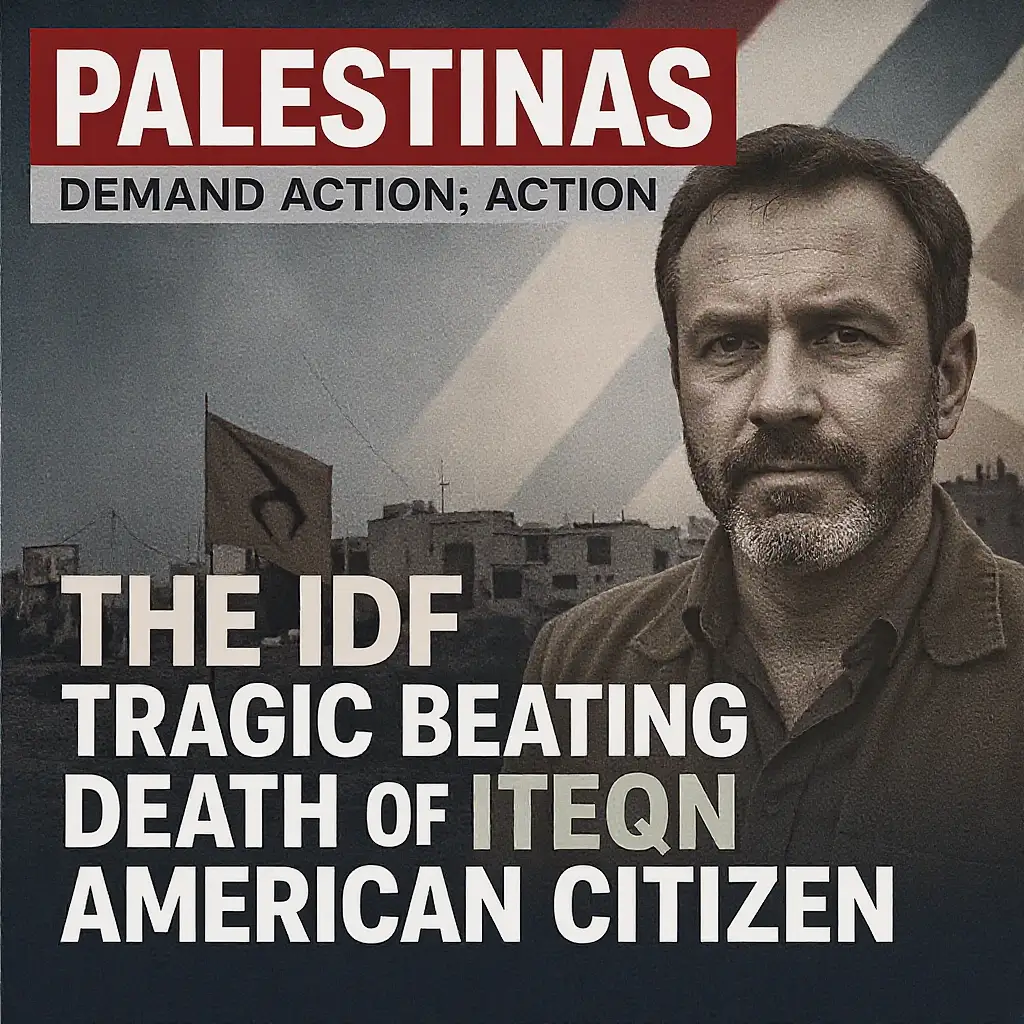 PALESTINAS
DEMAND ACTION; ACTION
THE IDF
TRAGIC BEATING
DEATH OF ITEQN
AMERICAN CITIZEN